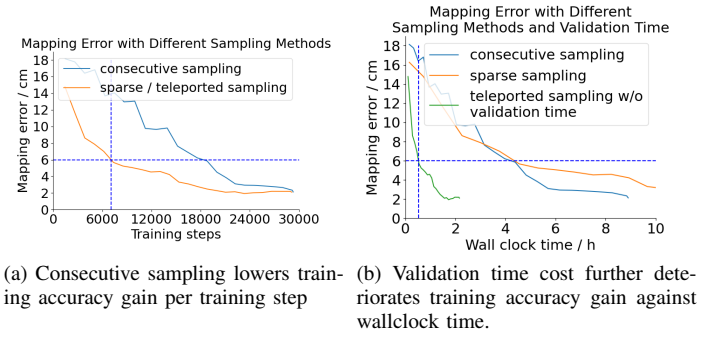 Mapping Error with Different Sampling Methods
18
16
14
12
10
8
6
4
2
0
Mapping error / cm
consecutive sampling
sparse / teleported sampling
0 6000 12000 18000 24000 30000
Training steps
(a) Consecutive sampling lowers train-
ing accuracy gain per training step
Mapping Error with Different
Sampling Methods and Validation Time
18
16
14
12
10
8
6
4
2
0
Mapping error / cm
consecutive sampling
sparse sampling
teleported sampling w/o
validation time
0 2 4 6 8 10
Wall clock time / h
(b) Validation time cost further dete-
riorates training accuracy gain against
wallclock time.